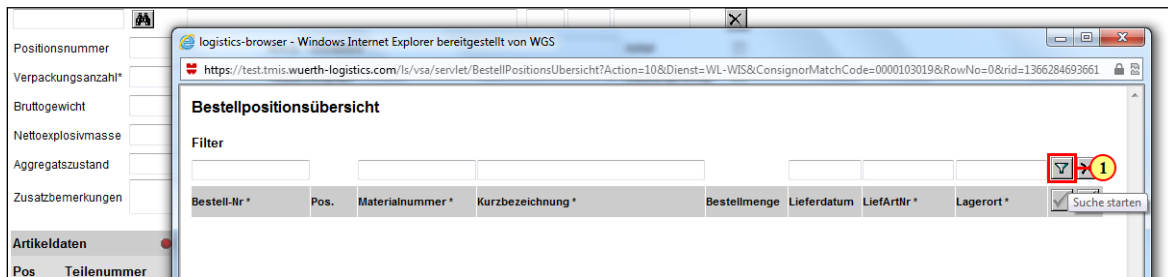 logistics-browser - Windows Internet Explorer bereitgestellt von WGS
Positionsnummer
https://test.tmis.wuerth-logistics.com/ls/vsa/servlet/BestellPositionsUbersicht?Action=10&Dienst=WL-WIS&ConsignorMatchCode=0000103019&RowNo=0&rid=1366284693661
Verpackungsanzahl*
Bruttogewicht
Bestellpositionsübersicht
Nettoexplosivmasse
Filter
Aggregatszustand
1
Zusatzbemerkungen
Bestell-Nr * Pos. Materialnummer * Kurzbezeichnung * Bestellmenge Lieferdatum LiefArtNr * Lagerort *
Suche starten
Artikeldaten
Pos Teilenummer